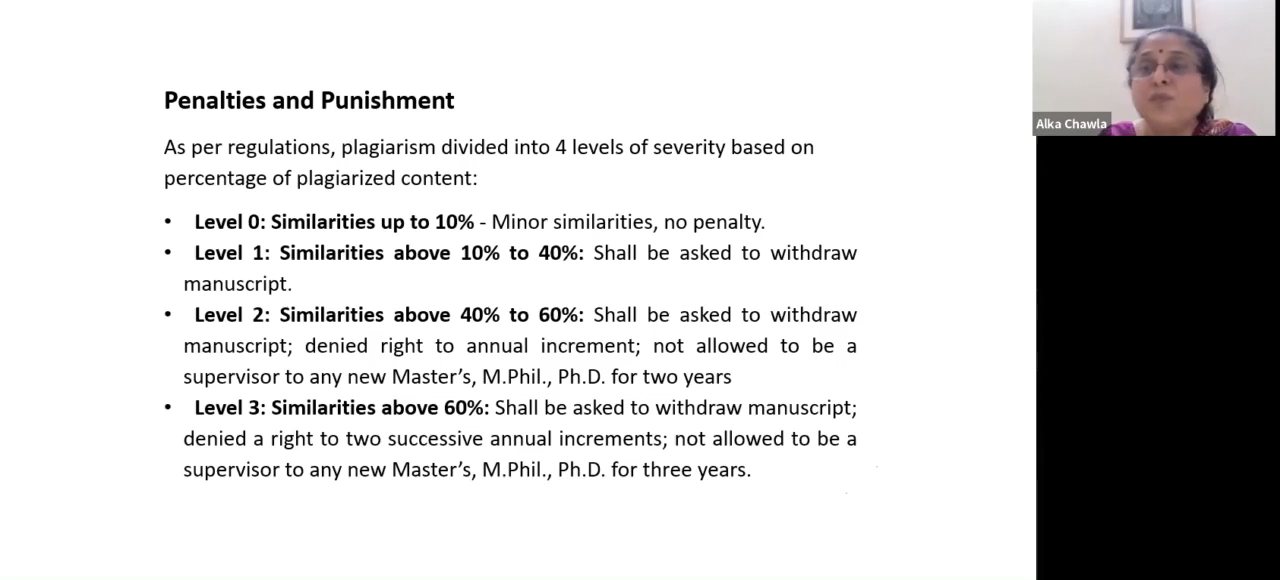 Penalties and Punishment
As per regulations, plagiarism divided into 4 levels of severity based on
percentage of plagiarized content:
• Level 0: Similarities up to 10% - Minor similarities, no penalty.
• Level 1: Similarities above 10% to 40%: Shall be asked to withdraw
manuscript.
• Level 2: Similarities above 40% to 60%: Shall be asked to withdraw
manuscript; denied right to annual increment; not allowed to be a
supervisor to any new Master’s, M.Phil., Ph.D. for two years
• Level 3: Similarities above 60%: Shall be asked to withdraw manuscript;
denied a right to two successive annual increments; not allowed to be a
supervisor to any new Master’s, M.Phil., Ph.D. for three years.
Alka Chawla